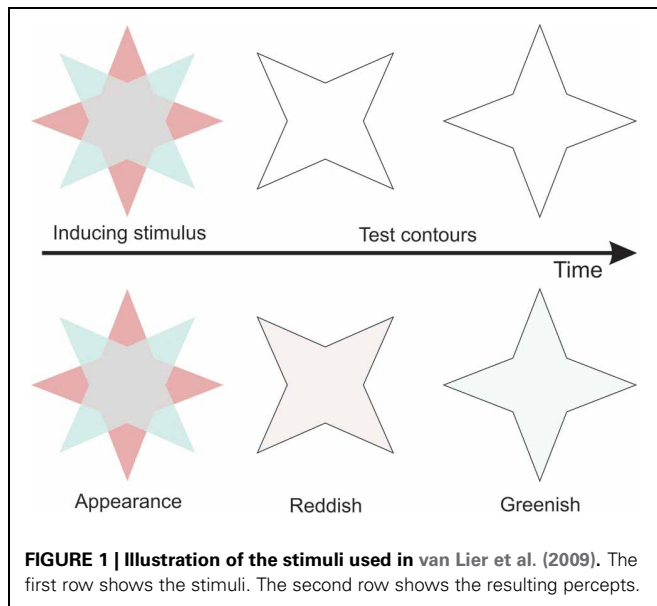 Inducing stimulus
Test contours
Time
Appearance
Reddish
Greenish
FIGURE 1 | Illustration of the stimuli used in van Lier et al. (2009). The
first row shows the stimuli. The second row shows the resulting percepts.